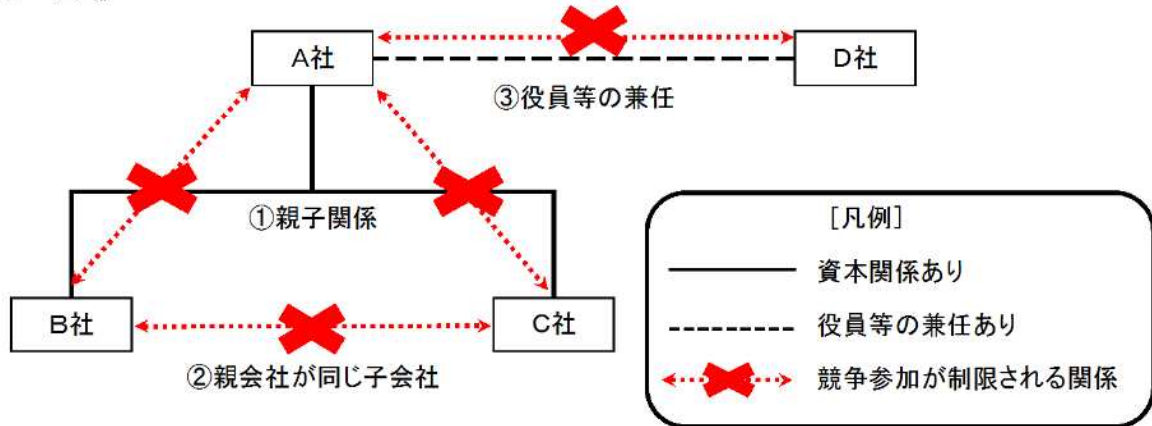 A社
D社
③役員等の兼任
①親子関係
B社
C社
②親会社が同じ子会社
[凡例]
資本関係あり
役員等の兼任あり
競争参加が制限される関係